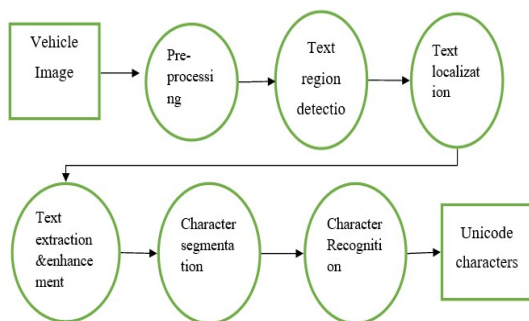 Vehicle
Image
Pre-
processi
ng
Text
region
detectio
Text
localizat
ion
Text
extraction
&enhance
ment
Character
segmenta
tion
Character
Recogniti
on
Unicode
characters